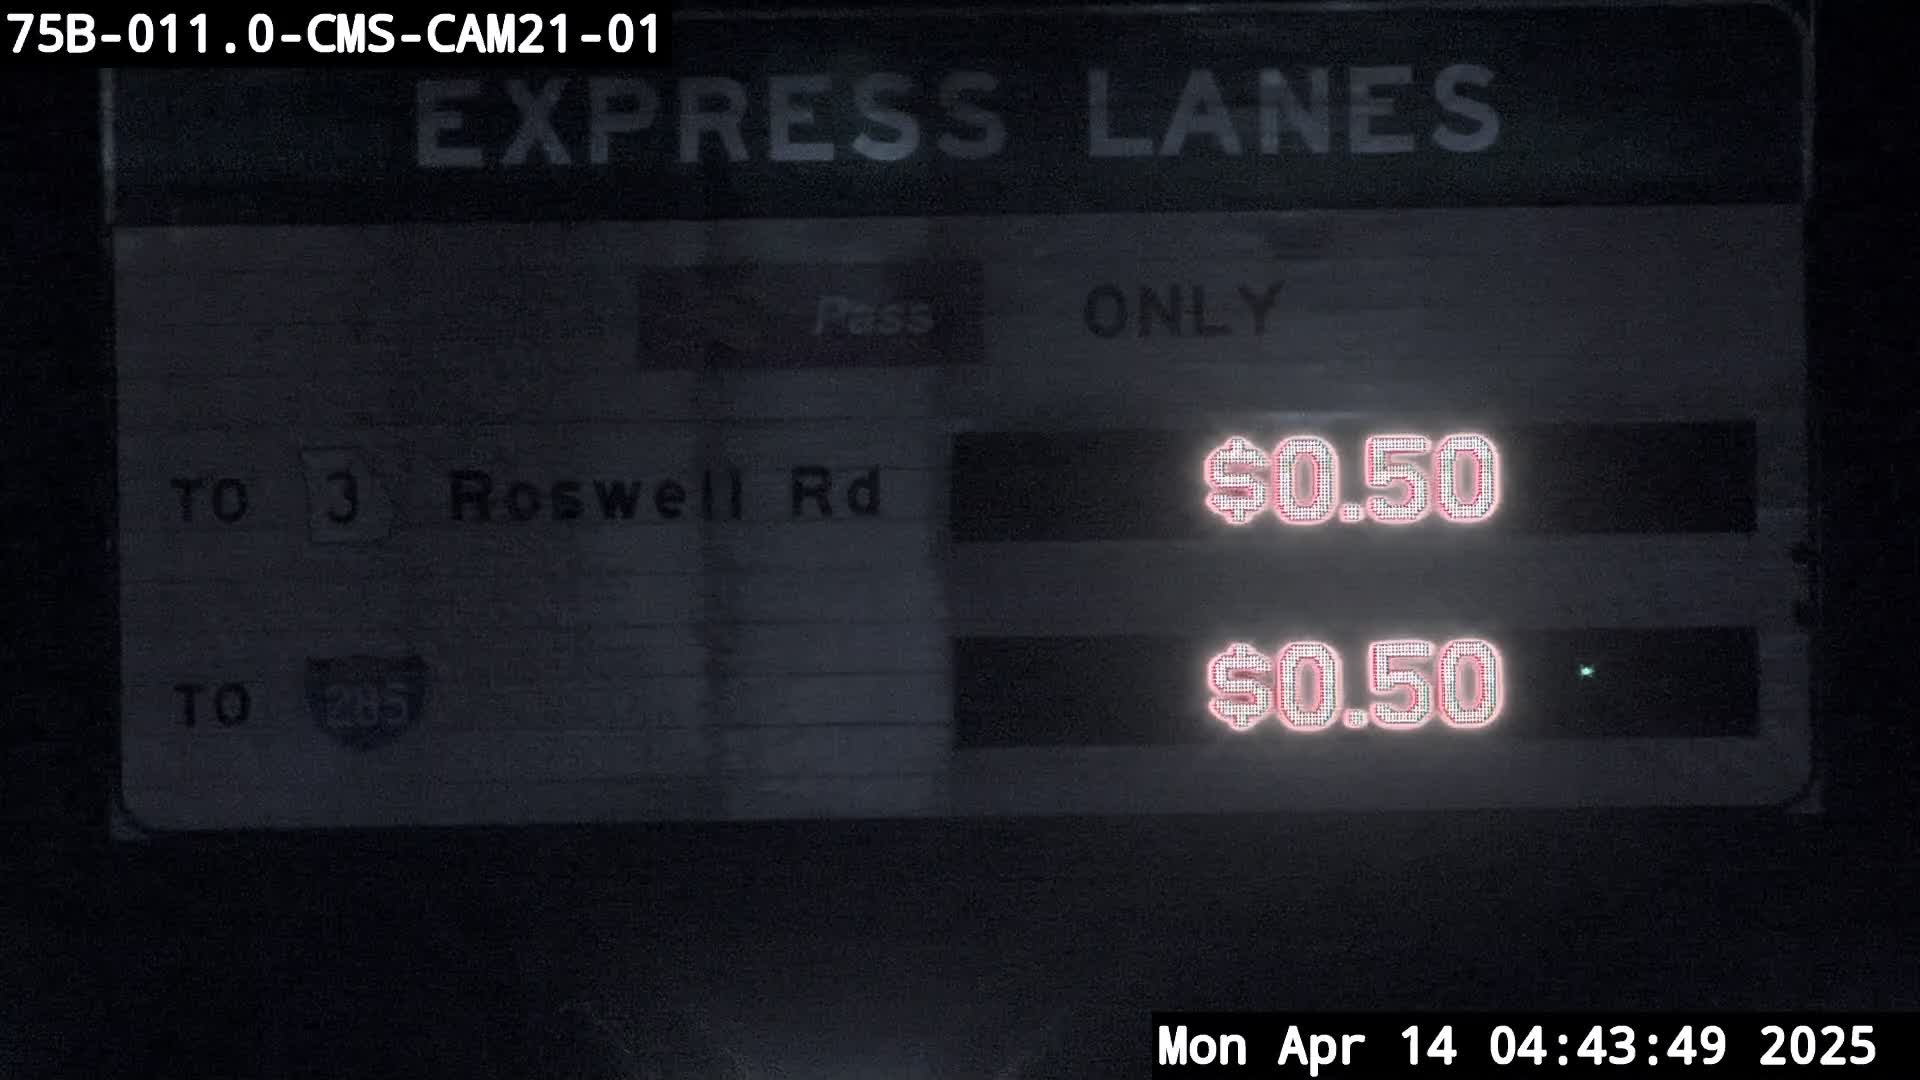 75B-011.0-CMS-CAM21-01
EXPRESS LANES
Pass ONLY
TO 3 Roswell Rd $0.50
TO 285 $0.50
Mon Apr 14 04:43:49 2025